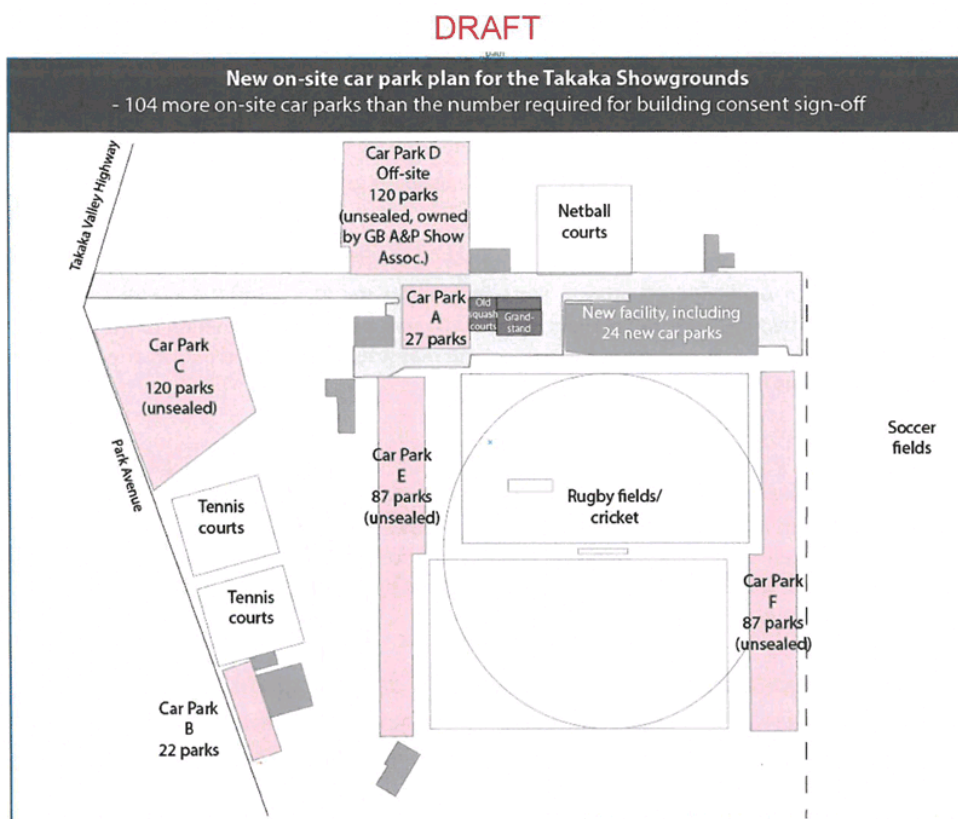 DRAFT
New on-site car park plan for the Takaka Showgrounds
- 104 more on-site car parks than the number required for building consent sign-off
Takaka Valley Highway
Car Park D
Off-site
120 parks
(unsealed, owned
by GB A&P Show
Assoc.)
Netball
courts
Car Park
A
27 parks
Old
squash
courts
Grand-
stand
New facility, including
24 new car parks
Car Park
C
120 parks
(unsealed)
Park Avenue
Soccer
fields
Car Park
E
87 parks
(unsealed)
Rugby fields/
cricket
Tennis
courts
Tennis
courts
Car Park
F
87 parks
(unsealed)
Car Park
B
22 parks